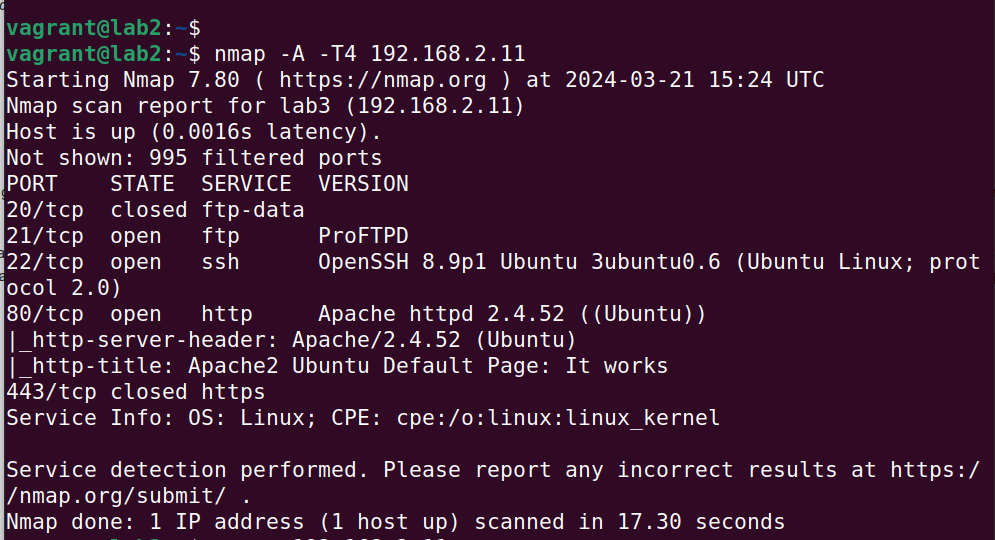 vagrant@lab2:~$
vagrant@lab2:~$ nmap -A -T4 192.168.2.11
Starting Nmap 7.80 ( https://nmap.org ) at 2024-03-21 15:24 UTC
Nmap scan report for lab3 (192.168.2.11)
Host is up (0.0016s latency).
Not shown: 995 filtered ports
PORT    STATE  SERVICE  VERSION
20/tcp  closed ftp-data
21/tcp  open   ftp      ProFTPD
22/tcp  open   ssh      OpenSSH 8.9p1 Ubuntu 3ubuntu0.6 (Ubuntu Linux; prot
ocol 2.0)
80/tcp  open   http     Apache httpd 2.4.52 ((Ubuntu))
|_http-server-header: Apache/2.4.52 (Ubuntu)
|_http-title: Apache2 Ubuntu Default Page: It works
443/tcp closed https
Service Info: OS: Linux; CPE: cpe:/o:linux:linux_kernel

Service detection performed. Please report any incorrect results at https:/
/nmap.org/submit/ .
Nmap done: 1 IP address (1 host up) scanned in 17.30 seconds